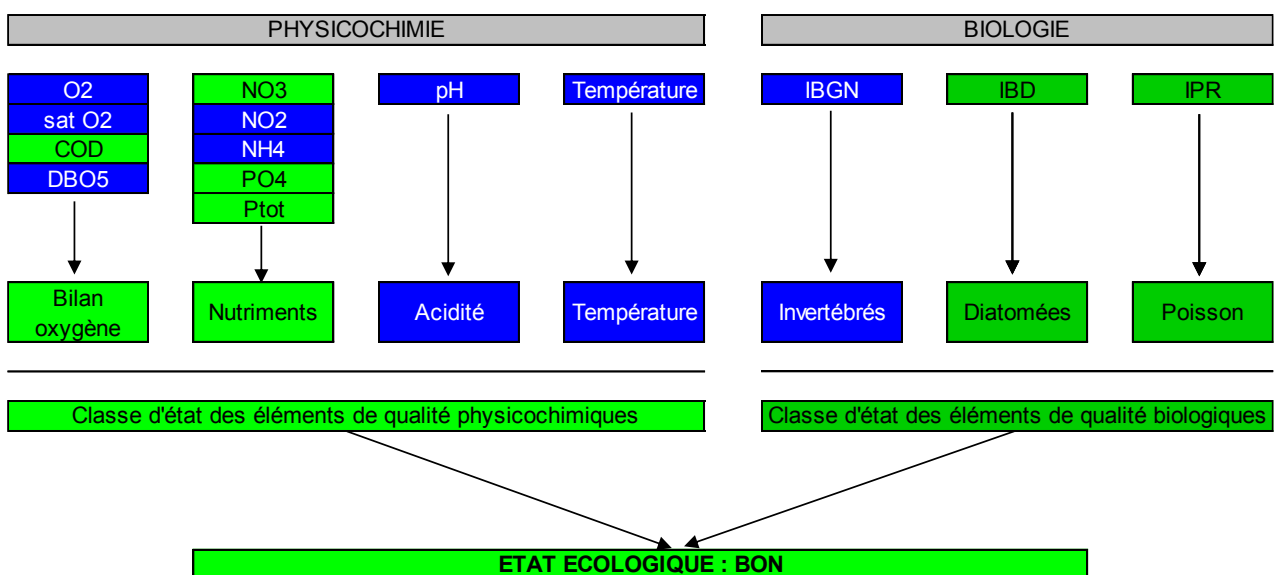 PHYSICOCHIMIE
BIOLOGIE
O2
sat O2
COD
DBO5
NO3
NO2
NH4
PO4
Ptot
pH
Température
IBGN
IBD
IPR
Bilan
oxygène
Nutriments
Acidité
Température
Invertébrés
Diatomées
Poisson
Classe d'état des éléments de qualité physicochimiques
Classe d'état des éléments de qualité biologiques
ETAT ECOLOGIQUE : BON